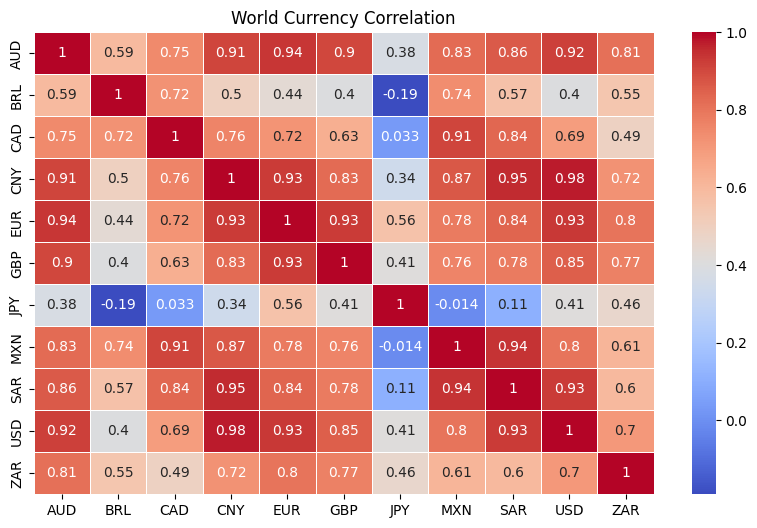 World Currency Correlation
AUD 1 0.59 0.75 0.91 0.94 0.9 0.38 0.83 0.86 0.92 0.81
BRL 0.59 1 0.72 0.5 0.44 0.4 -0.19 0.74 0.57 0.4 0.55
CAD 0.75 0.72 1 0.76 0.72 0.63 0.033 0.91 0.84 0.69 0.49
CNY 0.91 0.5 0.76 1 0.93 0.83 0.34 0.87 0.95 0.98 0.72
EUR 0.94 0.44 0.72 0.93 1 0.93 0.56 0.78 0.84 0.93 0.8
GBP 0.9 0.4 0.63 0.83 0.93 1 0.41 0.76 0.78 0.85 0.77
JPY 0.38 -0.19 0.033 0.34 0.56 0.41 1 -0.014 0.11 0.41 0.46
MXN 0.83 0.74 0.91 0.87 0.78 0.76 -0.014 1 0.94 0.8 0.61
SAR 0.86 0.57 0.84 0.95 0.84 0.78 0.11 0.94 1 0.93 0.6
USD 0.92 0.4 0.69 0.98 0.93 0.85 0.41 0.8 0.93 1 0.7
ZAR 0.81 0.55 0.49 0.72 0.8 0.77 0.46 0.61 0.6 0.7 1
AUD BRL CAD CNY EUR GBP JPY MXN SAR USD ZAR
1.0
0.8
0.6
0.4
0.2
0.0